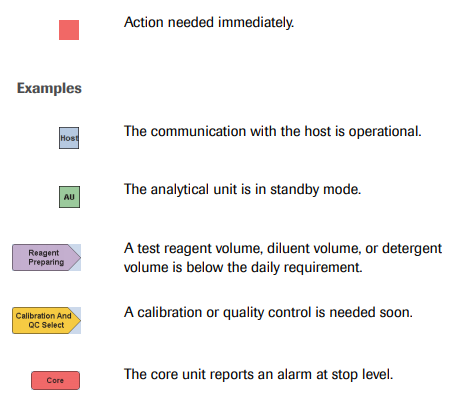 Action needed immediately.
Examples
Host
The communication with the host is operational.
AU
The analytical unit is in standby mode.
Reagent
Preparing
A test reagent volume, diluent volume, or detergent
volume is below the daily requirement.
Calibration And
QC Select
A calibration or quality control is needed soon.
Core
The core unit reports an alarm at stop level.